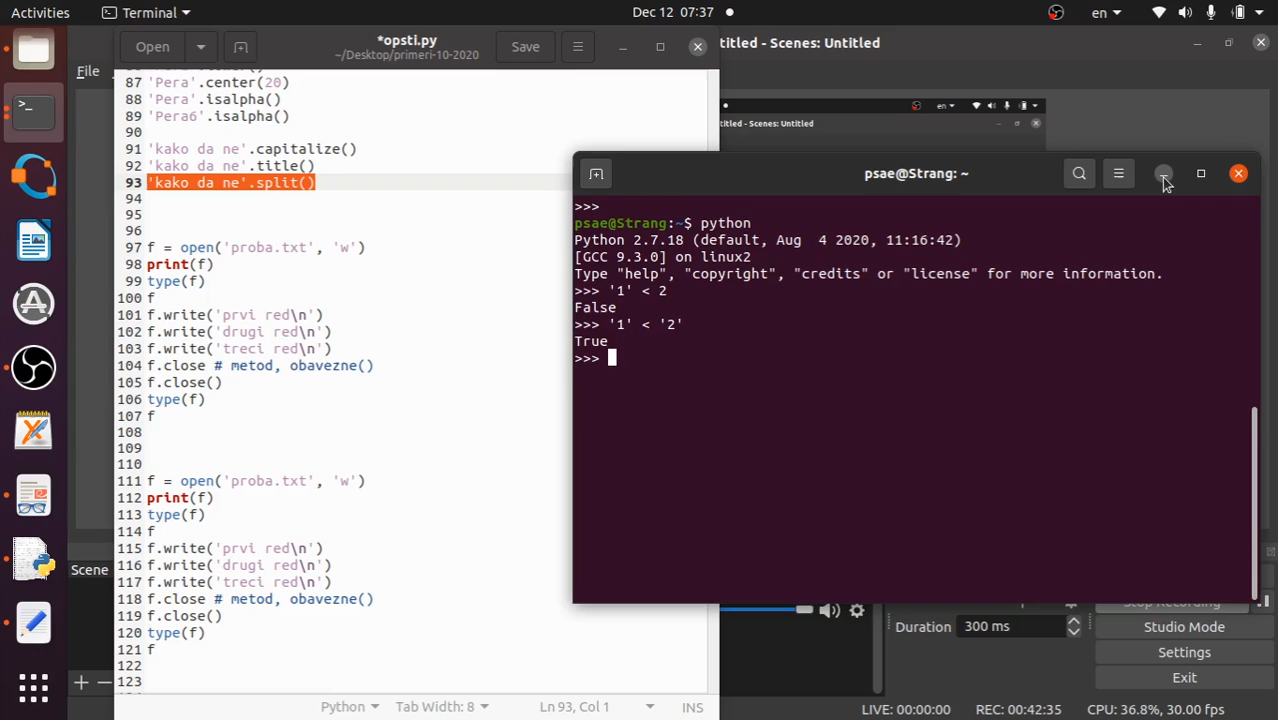 Activities
Terminal
Dec 12 07:37
en
Open
*opsti.py
~/Desktop/primeri-10-2020
Save
ntitled - Scenes: Untitled
File
87 'Pera'.center(20)
88 'Pera'.isalpha()
89 'Pera6'.isalpha()
90
91 'kako da ne'.capitalize()
92 'kako da ne'.title()
93 'kako da ne'.split()
94
95
96
97 f = open('proba.txt', 'w')
98 print(f)
99 type(f)
100 f
101 f.write('prvi red\n')
102 f.write('drugi red\n')
103 f.write('treci red\n')
104 f.close # metod, obavezne()
105 f.close()
106 type(f)
107 f
108
109
110
111 f = open('proba.txt', 'w')
112 print(f)
113 type(f)
114 f
115 f.write('prvi red\n')
116 f.write('drugi red\n')
117 f.write('treci red\n')
118 f.close # metod, obavezne()
119 f.close()
120 type(f)
121 f
122
123
Python
Tab Width: 8
Ln 93, Col 1
INS
en
ntitled - Scenes: Untitled
psae@Strang: ~
>>>
psae@Strang:~$ python
Python 2.7.18 (default, Aug  4 2020, 11:16:42)
[GCC 9.3.0] on linux2
Type "help", "copyright", "credits" or "license" for more information.
>>> '1' < 2
False
>>> '1' < '2'
True
>>>
Scene
Duration
300 ms
Stop Recording
Studio Mode
Settings
Exit
LIVE: 00:00:00
REC: 00:42:35
CPU: 36.8%, 30.00 fps